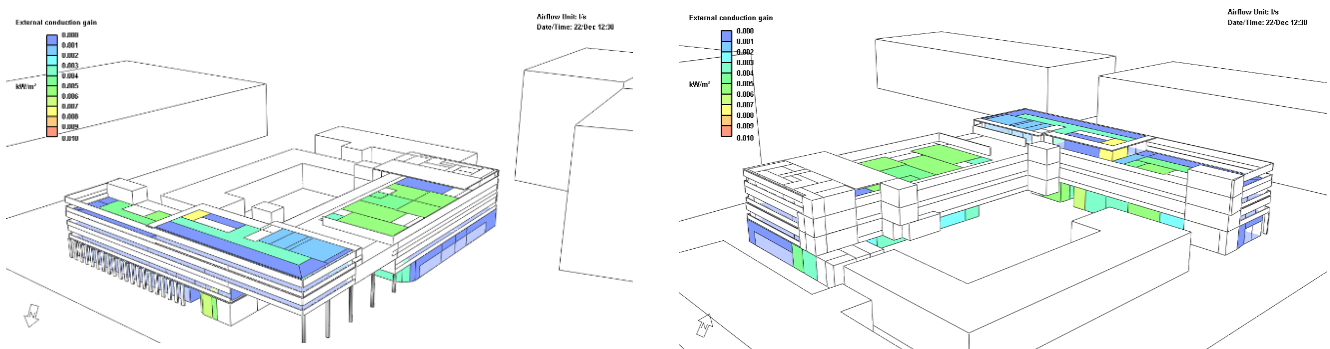 External conduction gain
Airflow Unit: l/s
Date/Time: 22/Dec 12:30
0.000
0.001
0.002
0.003
0.004
kW/m²
0.005
0.006
0.007
0.008
0.009
0.010
External conduction gain
Airflow Unit: l/s
Date/Time: 22/Dec 12:30
0.000
0.001
0.002
0.003
0.004
kW/m²
0.005
0.006
0.007
0.008
0.009
0.010